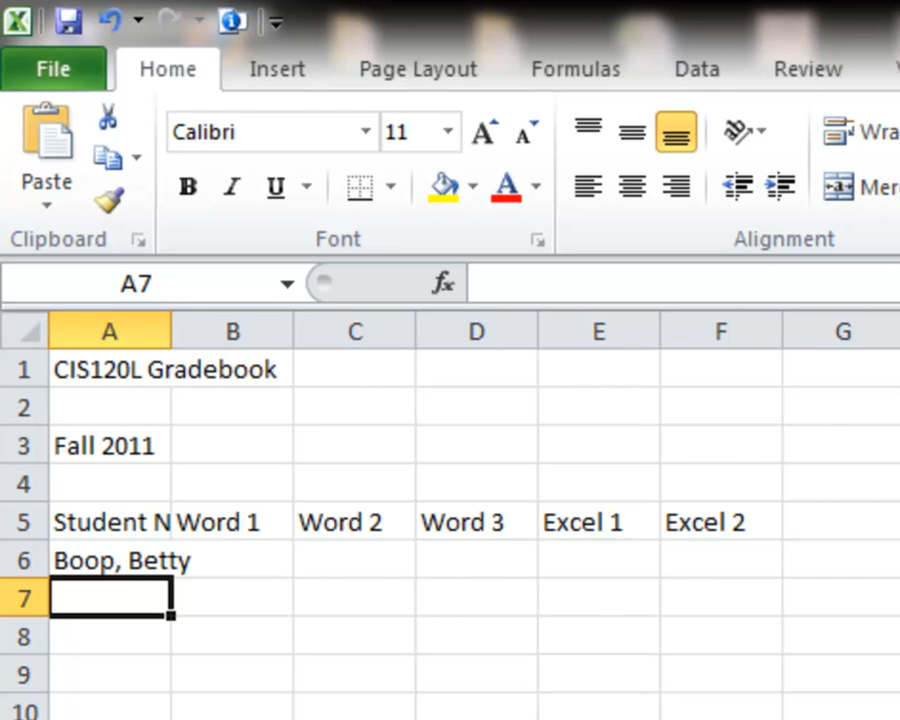 File Home Insert Page Layout Formulas Data Review
Calibri 11 Wra
Paste B I U A Mer
Clipboard Font Alignment
A7 fx
A B C D E F G
1 CIS120L Gradebook
2
3 Fall 2011
4
5 Student N Word 1 Word 2 Word 3 Excel 1 Excel 2
6 Boop, Betty
7
8
9
10